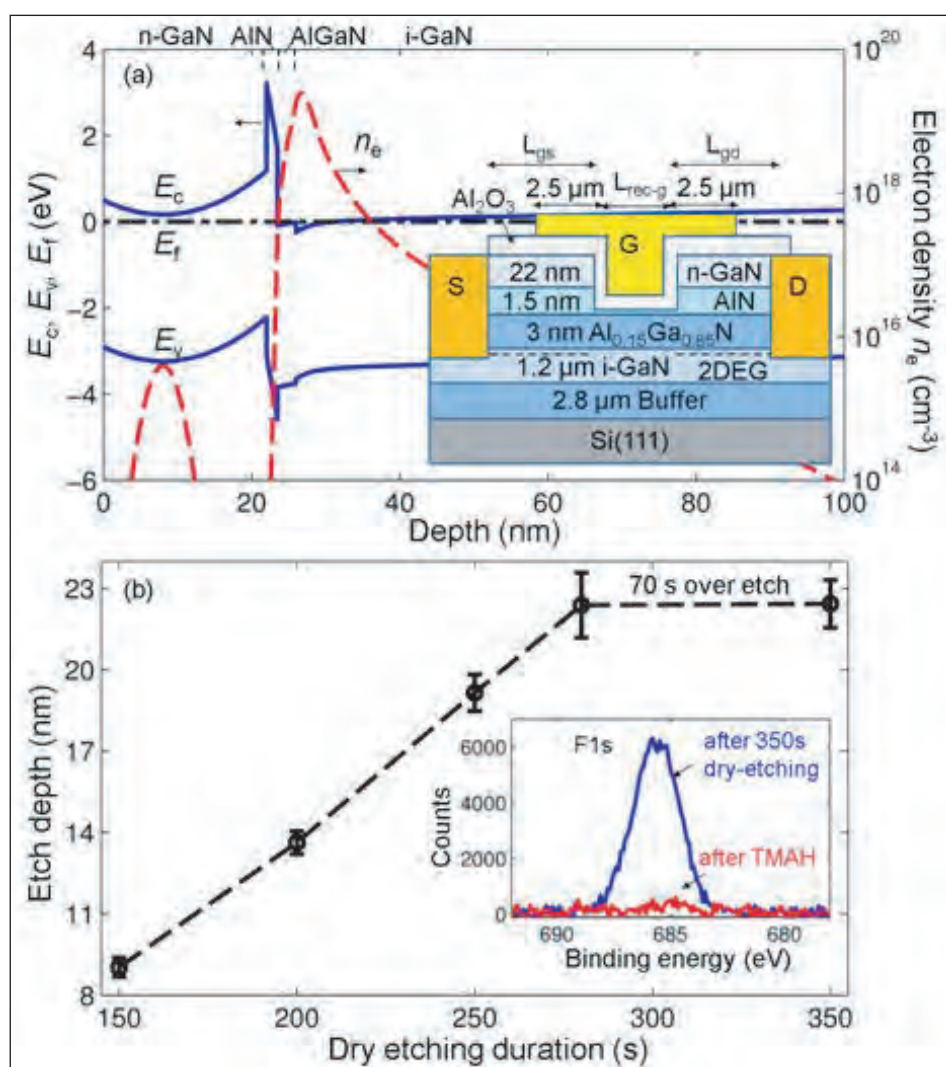 n-GaN AlN AlGaN i-GaN
(a)
4
2
0
−2
−4
−6
E_c, E_v, E_f (eV)
10^20
10^18
10^16
10^14
Electron density n_e (cm^-3)
E_c
E_f
E_v
n_e
L_gs
L_gd
2.5 μm L_rec-g 2.5 μm
Al_2O_3
G
S
D
22 nm n-GaN
1.5 nm AlN
3 nm Al_0.15Ga_0.85N
1.2 μm i-GaN 2DEG
2.8 μm Buffer
Si(111)
0 20 40 60 80 100
Depth (nm)
(b)
70 s over etch
23
20
17
14
11
8
Etch depth (nm)
F1s
after 350s
dry-etching
after TMAH
6000
4000
2000
0
Counts
690 685 680
Binding energy (eV)
150 200 250 300 350
Dry etching duration (s)